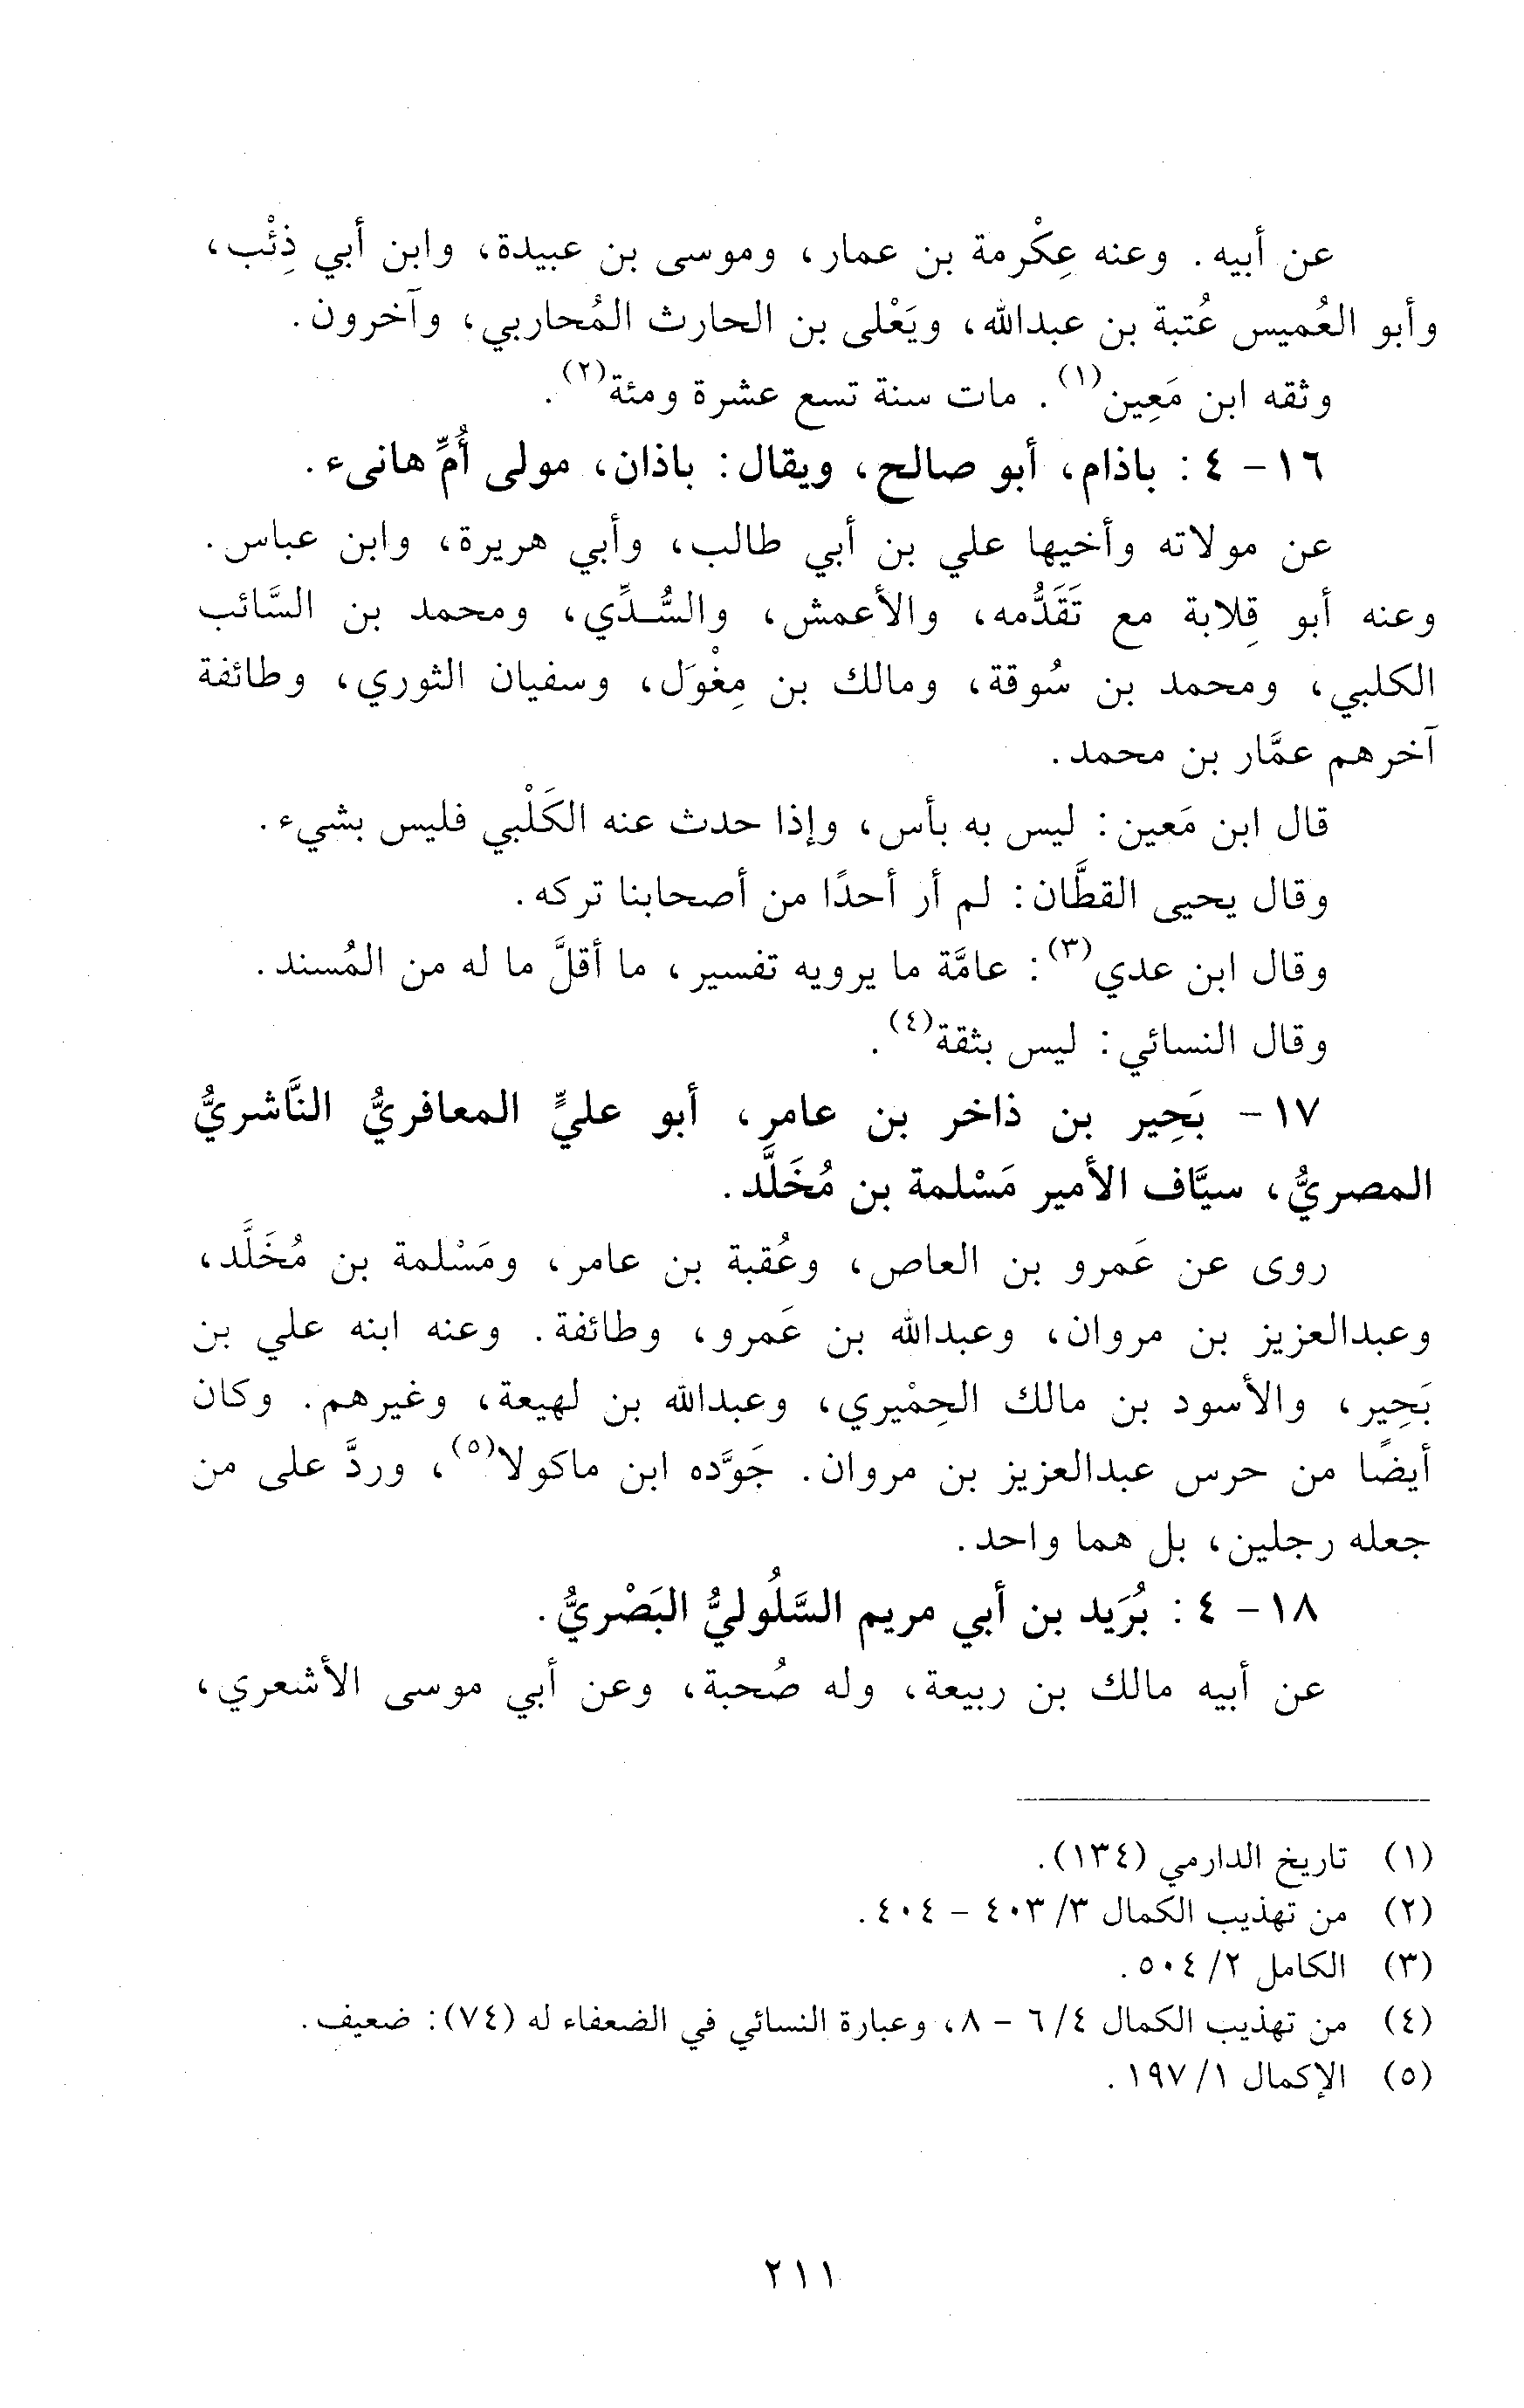 عن أبيه. وعنه عِكْرمة بن عمار، وموسى بن عبيدة، وابن أبي ذِئْب،
وأبو العُميس عُتبة بن عبدالله، ويَعْلى بن الحارث المُحاربي، وآخرون.
وثقه ابن مَعِين(١). مات سنة تسع عشرة ومئة(٢).
١٦- ٤: باذام، أبو صالح، ويقال: باذان، مولى أُمِّ هانىء.
عن مولاته وأخيها علي بن أبي طالب، وأبي هريرة، وابن عباس.
وعنه أبو قِلابة مع تَقَدُّمه، والأعمش، والسُّدِّي، ومحمد بن السَّائب
الكلبي، ومحمد بن سُوقة، ومالك بن مِغْوَل، وسفيان الثوري، وطائفة
آخرهم عمَّار بن محمد.
قال ابن مَعين: ليس به بأس، وإذا حدث عنه الكَلْبي فليس بشيء.
وقال يحيى القطَّان: لم أر أحدًا من أصحابنا تركه.
وقال ابن عدي(٣): عامَّة ما يرويه تفسير، ما أقلَّ ما له من المُسند.
وقال النسائي: ليس بثقة(٤).
١٧- بَحِير بن ذاخر بن عامر، أبو عليٍّ المعافريُّ النَّاشريُّ
المصريُّ، سيَّاف الأمير مَسْلمة بن مُخَلَّد.
روى عن عَمرو بن العاص، وعُقبة بن عامر، ومَسْلمة بن مُخَلَّد،
وعبدالعزيز بن مروان، وعبدالله بن عَمرو، وطائفة. وعنه ابنه علي بن
بَحِير، والأسود بن مالك الحِمْيري، وعبدالله بن لهيعة، وغيرهم. وكان
أيضًا من حرس عبدالعزيز بن مروان. جَوَّده ابن ماكولا(٥)، وردَّ على من
جعله رجلين، بل هما واحد.
١٨- ٤: بُرَيد بن أبي مريم السَّلُوليُّ البَصْريُّ.
عن أبيه مالك بن ربيعة، وله صُحبة، وعن أبي موسى الأشعري،
(١) تاريخ الدارمي (١٣٤).
(٢) من تهذيب الكمال ٣/ ٤٠٣ - ٤٠٤.
(٣) الكامل ٢/ ٥٠٤.
(٤) من تهذيب الكمال ٤/ ٦ - ٨، وعبارة النسائي في الضعفاء له (٧٤): ضعيف.
(٥) الإكمال ١/ ١٩٧.
٢١١